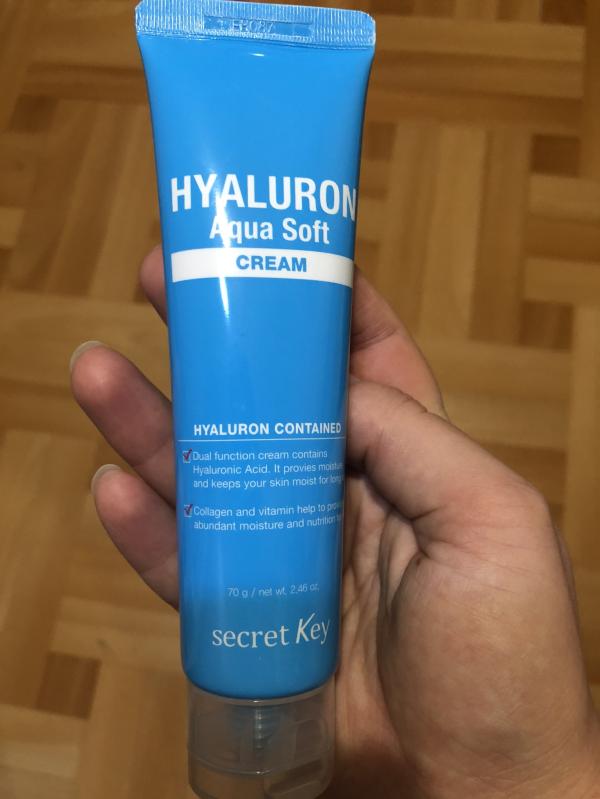 HYALURON
Aqua Soft
CREAM
HYALURON CONTAINED
Dual function cream contains
Hyaluronic Acid. It provies moisture
and keeps your skin moist for long
Collagen and vitamin help to
abundant moisture and nutrition
70 g / net wt. 2.46 oz.
secret Key